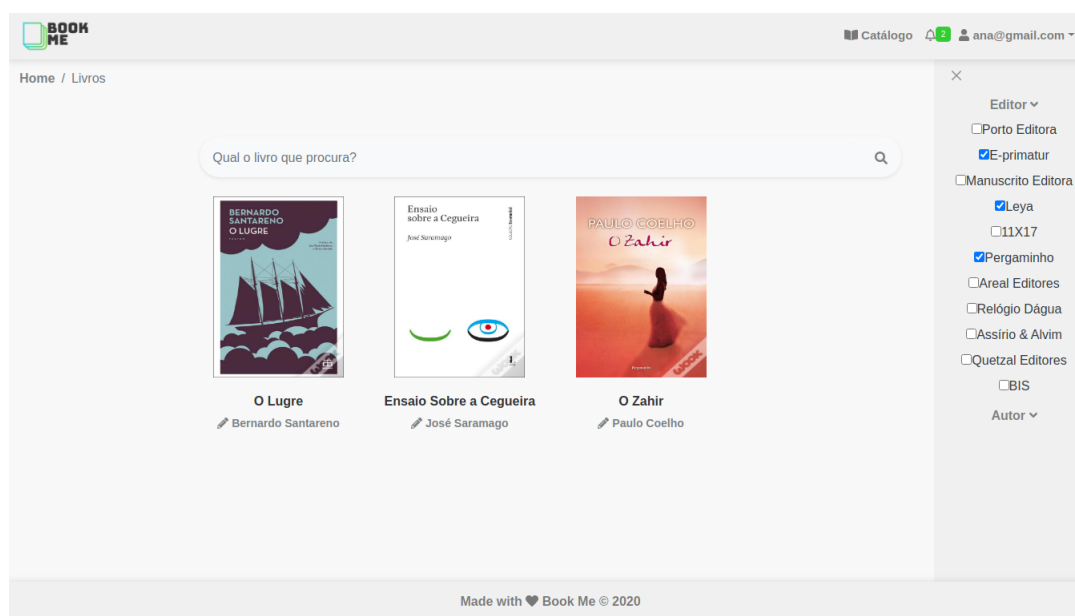 BOOK
ME
Catálogo 2 ana@gmail.com
Home / Livros
Qual o livro que procura?
BERNARDO
SANTARENO
O LUGRE
Ensaio
sobre a Cegueira
José Saramago
PAULO COELHO
O Zahir
WOOK
WOOK
WOOK
O Lugre
Bernardo Santareno
Ensaio Sobre a Cegueira
José Saramago
O Zahir
Paulo Coelho
Editor
Porto Editora
E-primatur
Manuscrito Editora
Leya
11X17
Pergaminho
Areal Editores
Relógio Dágua
Assírio & Alvim
Quetzal Editores
BIS
Autor
Made with ♥ Book Me © 2020